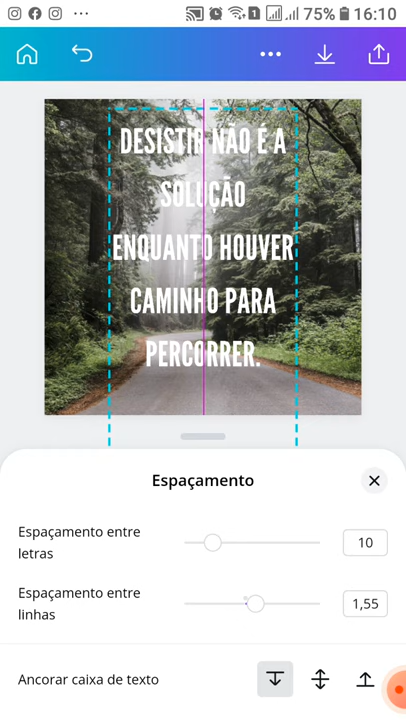 75% 16:10
DESISTIR NÃO É A
SOLUÇÃO
ENQUANTO HOUVER
CAMINHO PARA
PERCORRER.
Espaçamento
Espaçamento entre
letras
10
Espaçamento entre
linhas
1,55
Ancorar caixa de texto